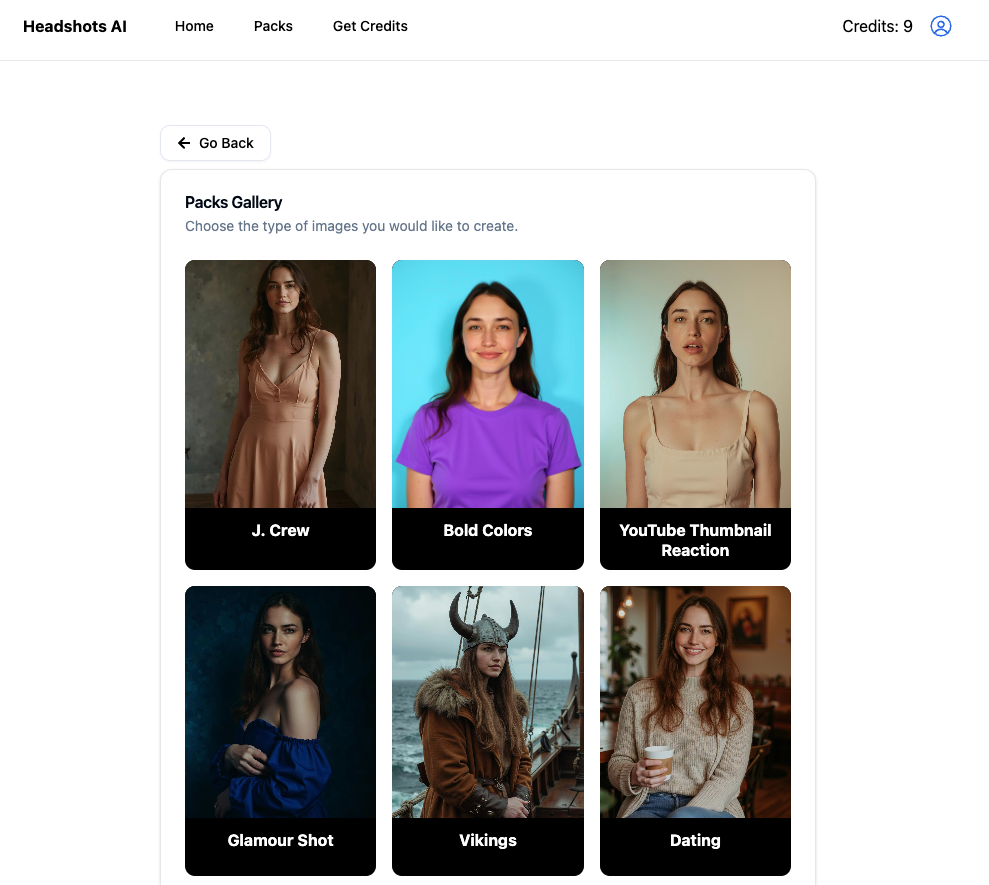 Headshots AI
Home
Packs
Get Credits
Credits: 9
Go Back
Packs Gallery
Choose the type of images you would like to create.
J. Crew
Bold Colors
YouTube Thumbnail
Reaction
Glamour Shot
Vikings
Dating